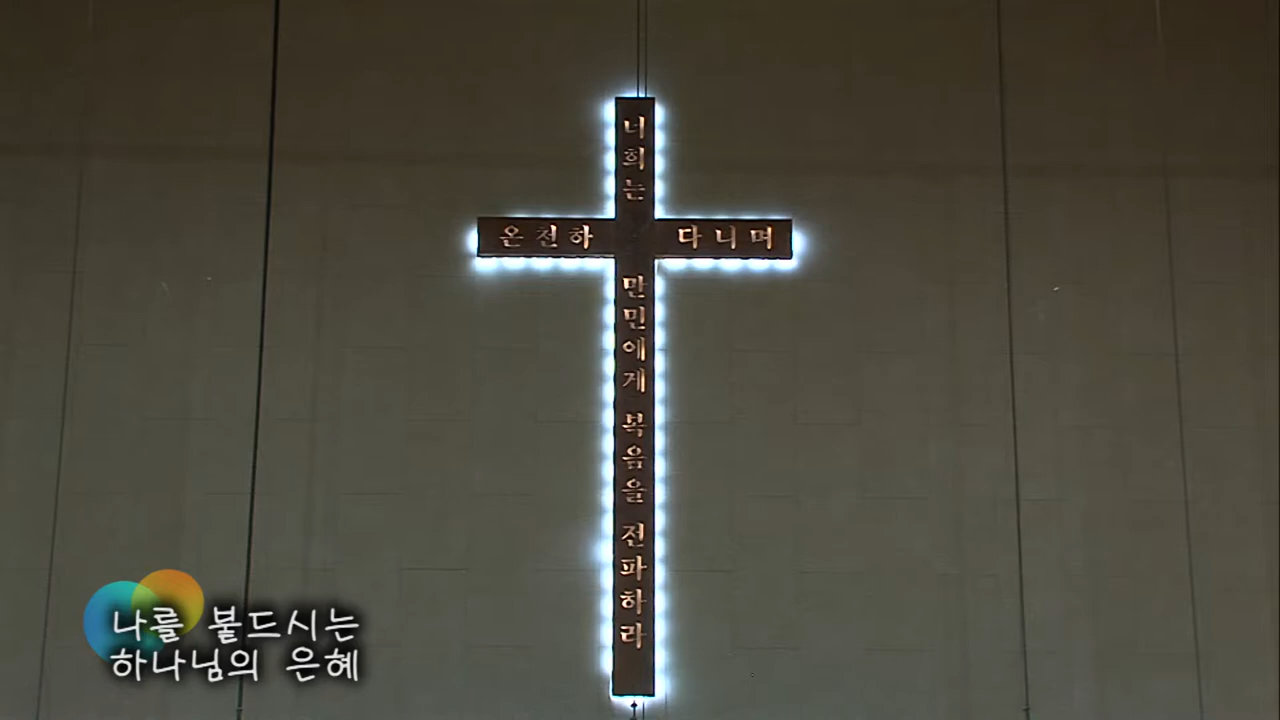 너희는
온천하 다니며
만민에게 복음을 전파하라
나를 붙드시는
하나님의 은혜